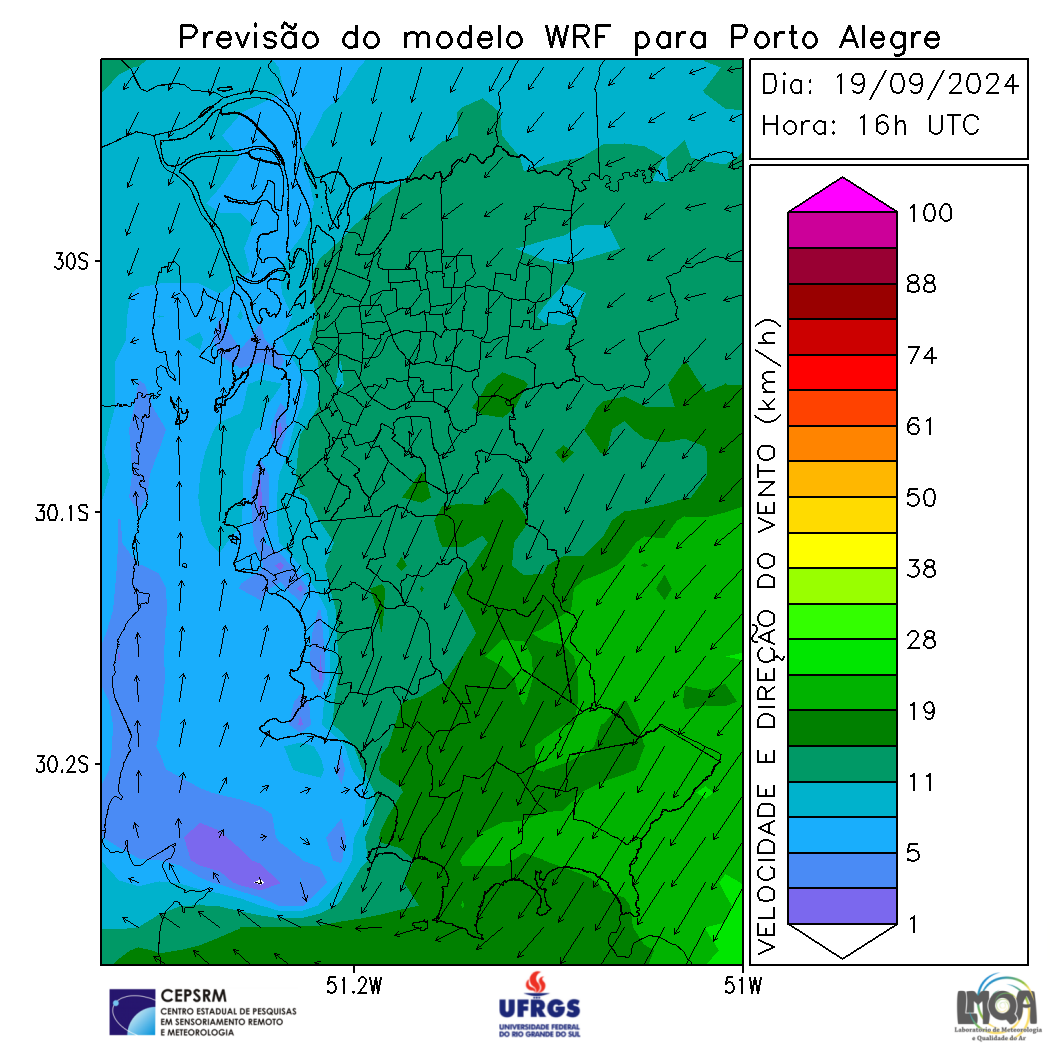 Previsão do modelo WRF para Porto Alegre
Dia: 19/09/2024
Hora: 16h UTC
30S
30.1S
30.2S
51.2W
51W
VELOCIDADE E DIREÇÃO DO VENTO (km/h)
100
88
74
61
50
38
28
19
11
5
1
CEPSRM
CENTRO ESTADUAL DE PESQUISAS
EM SENSORIAMENTO REMOTO
E METEOROLOGIA
UFRGS
UNIVERSIDADE FEDERAL
DO RIO GRANDE DO SUL
LMQA
Laboratório de Meteorologia
e Qualidade do Ar